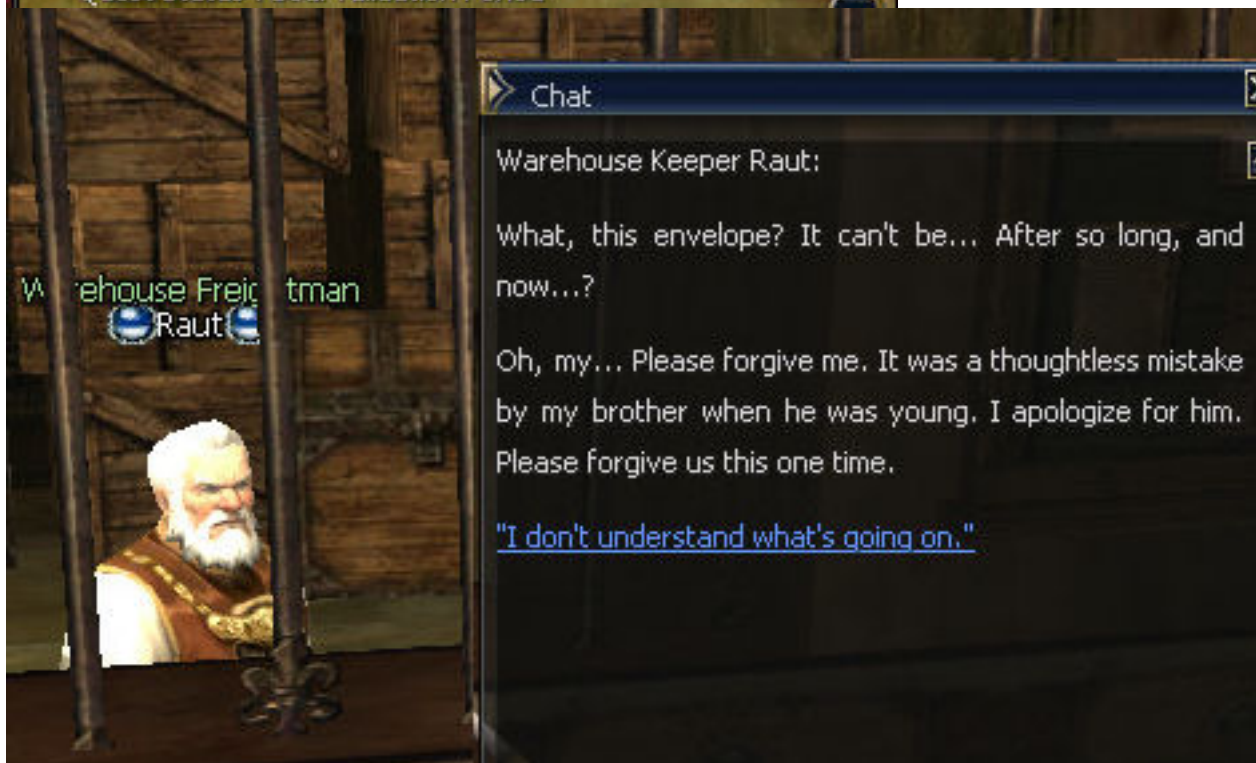 Chat
Warehouse Keeper Raut:
What, this envelope? It can't be... After so long, and
now...?
Oh, my... Please forgive me. It was a thoughtless mistake
by my brother when he was young. I apologize for him.
Please forgive us this one time.
"I don't understand what's going on."
Warehouse Freightman
Raut